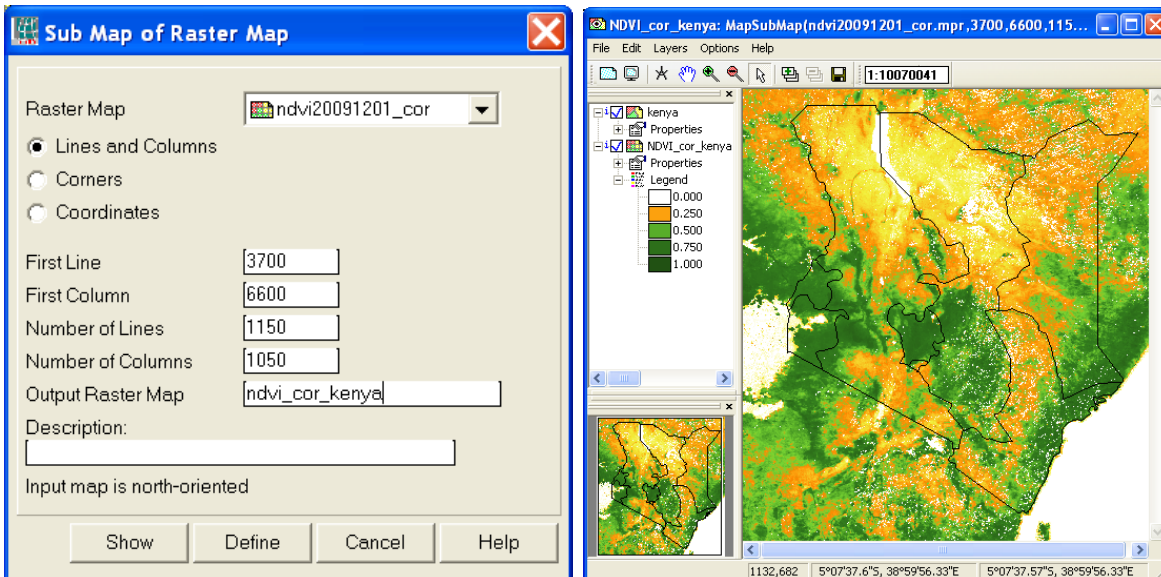 Sub Map of Raster Map
Raster Map ndvi20091201_cor
Lines and Columns
Corners
Coordinates
First Line 3700
First Column 6600
Number of Lines 1150
Number of Columns 1050
Output Raster Map ndvi_cor_kenya
Description:
Input map is north-oriented
Show Define Cancel Help
NDVI_cor_kenya: MapSubMap(ndvi20091201_cor.mpr,3700,6600,115...
File Edit Layers Options Help
1:10070041
kenya
Properties
NDVI_cor_kenya
Properties
Legend
0.000
0.250
0.500
0.750
1.000
1132,682 5°07'37.6"S, 38°59'56.33"E 5°07'37.57"S, 38°59'56.33"E